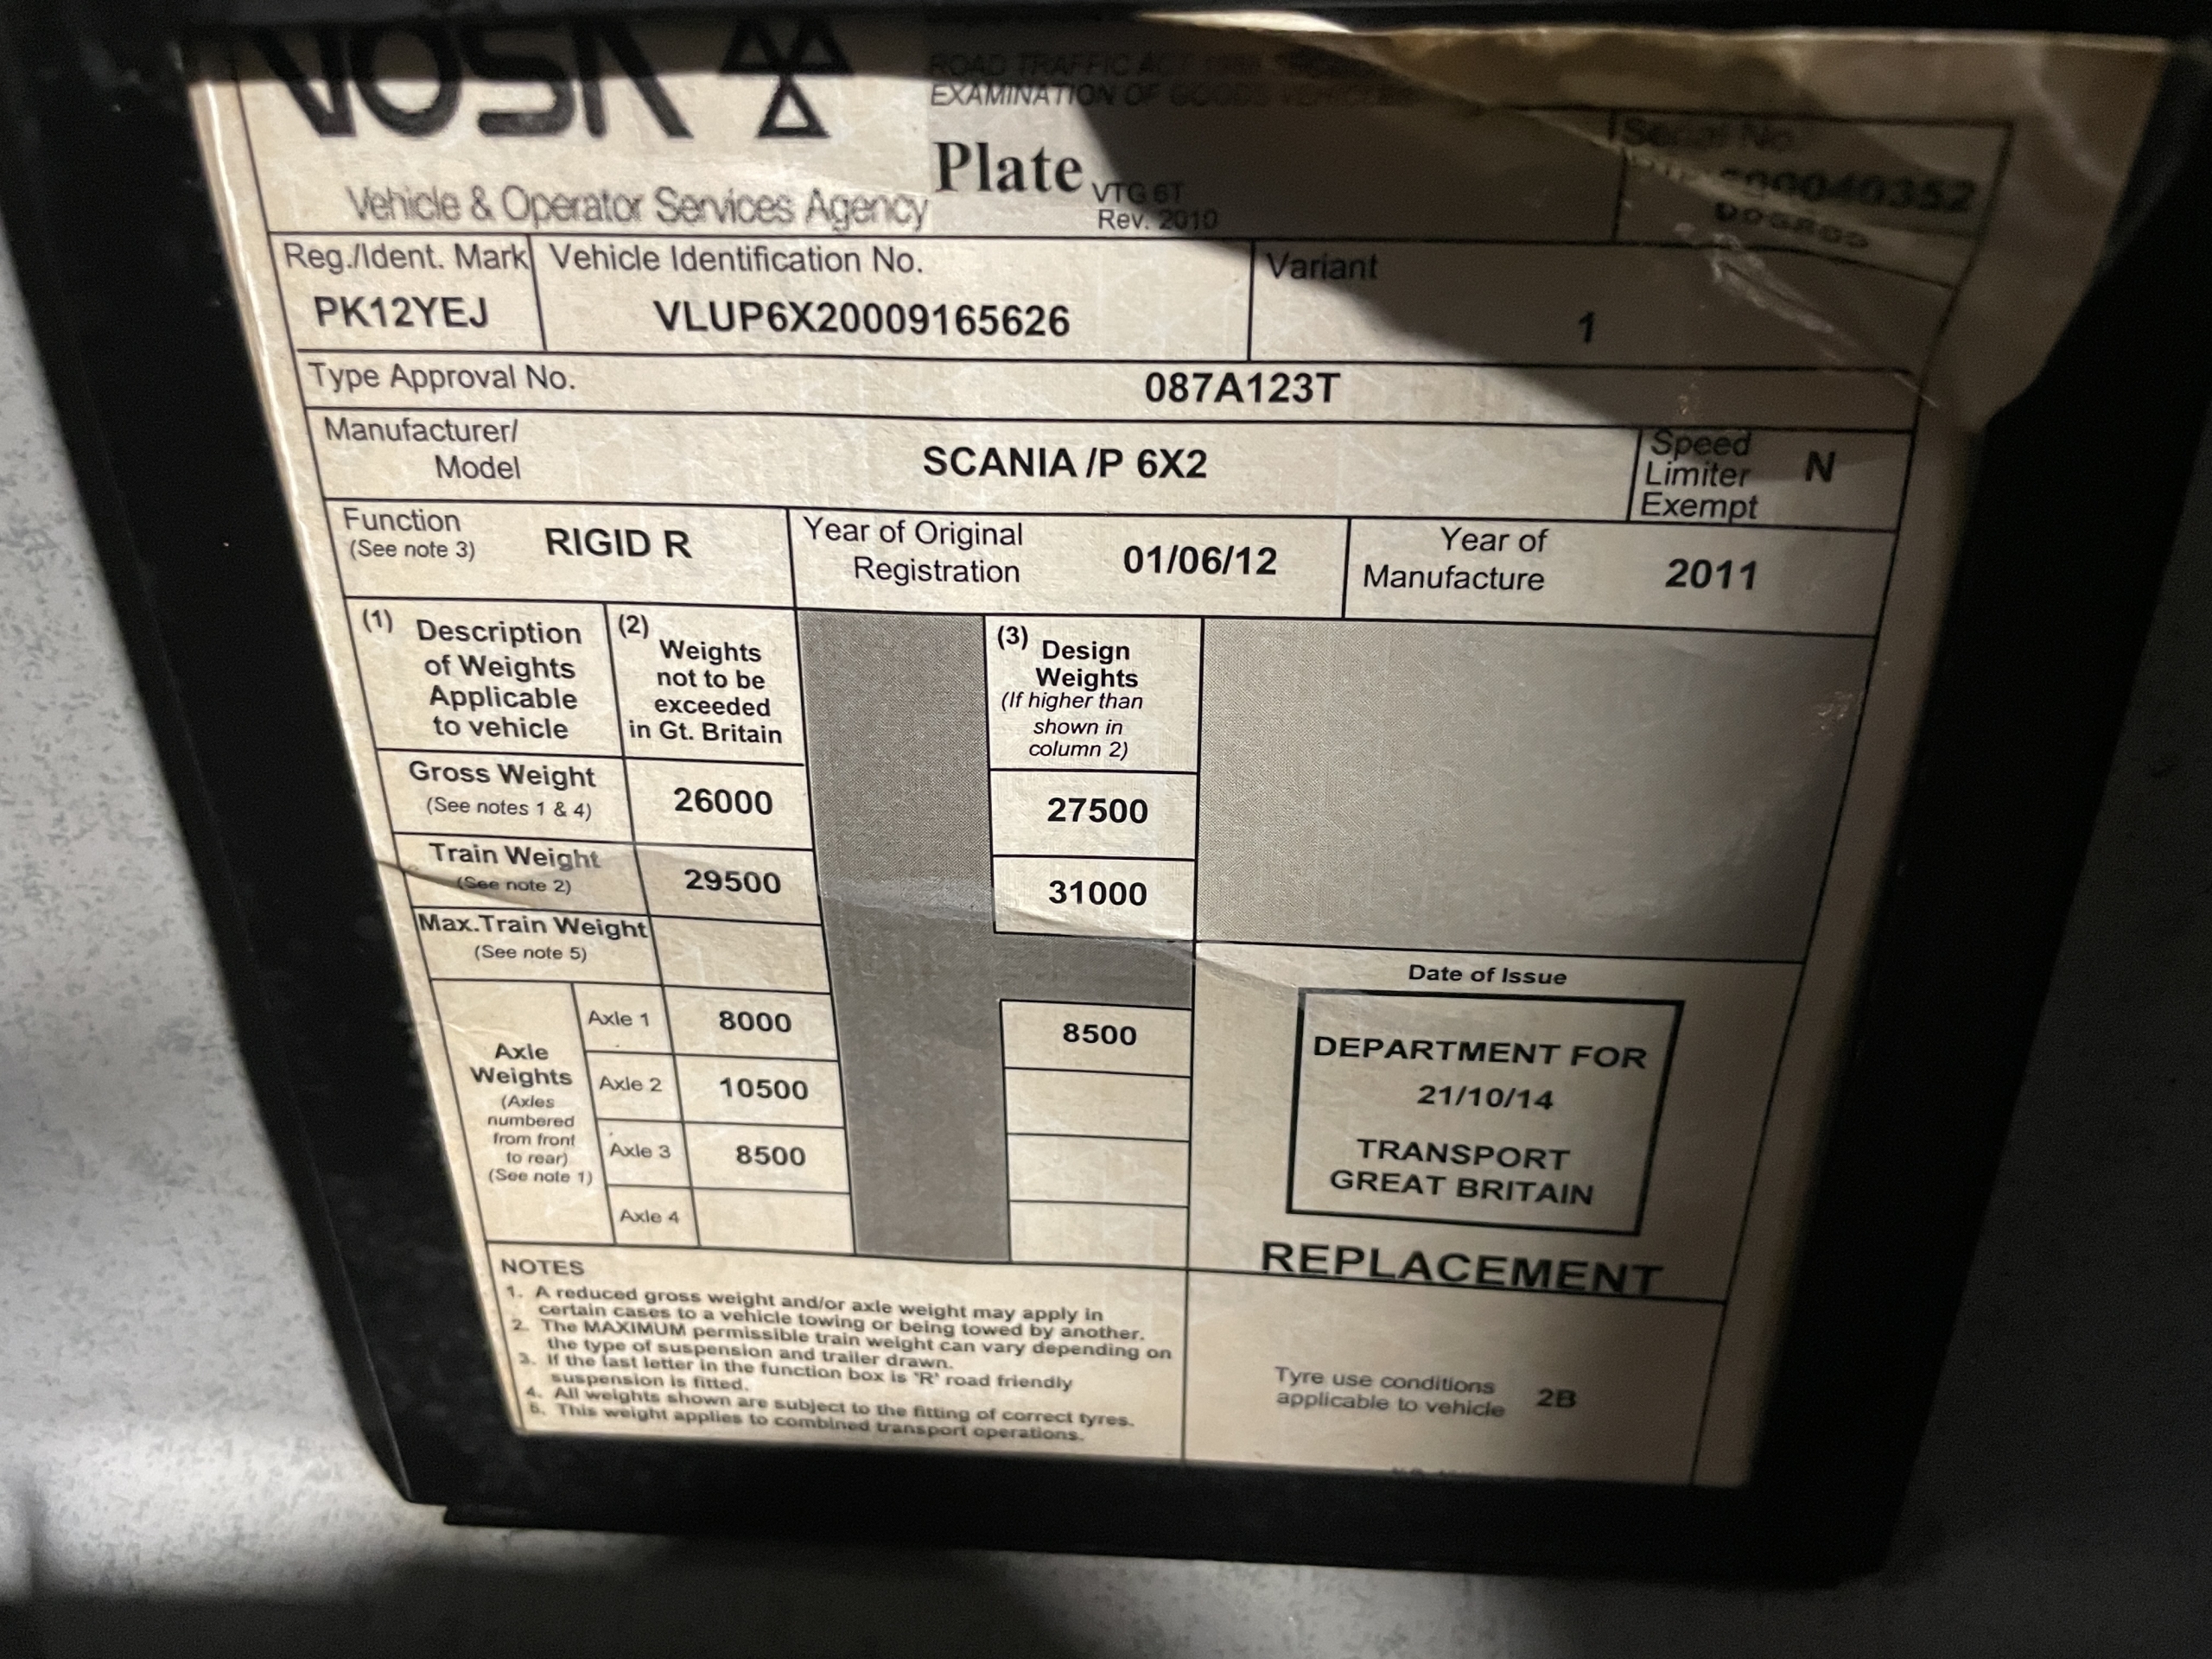 VOSA
ROAD TRAFFIC ACT
EXAMINATION OF GOODS VEHICLES
Plate VTG 6T
Rev. 2010
Serial No.
Vehicle & Operator Services Agency
Reg./Ident. Mark
PK12YEJ
Vehicle Identification No.
VLUP6X20009165626
Variant
1
Type Approval No.
087A123T
Manufacturer/
Model
SCANIA /P 6X2
Speed
Limiter
Exempt
N
Function
(See note 3)
RIGID R
Year of Original
Registration
01/06/12
Year of
Manufacture
2011
(1) Description
of Weights
Applicable
to vehicle
(2) Weights
not to be
exceeded
in Gt. Britain
(3) Design
Weights
(If higher than
shown in
column 2)
Gross Weight
(See notes 1 & 4)
26000
27500
Train Weight
(See note 2)
29500
31000
Max.Train Weight
(See note 5)
Axle
Weights
(Axles
numbered
from front
to rear)
(See note 1)
Axle 1
8000
8500
Axle 2
10500
Axle 3
8500
Axle 4
Date of Issue
DEPARTMENT FOR
21/10/14
TRANSPORT
GREAT BRITAIN
REPLACEMENT
NOTES
1. A reduced gross weight and/or axle weight may apply in
certain cases to a vehicle towing or being towed by another.
2. The MAXIMUM permissible train weight can vary depending on
the type of suspension and trailer drawn.
3. If the last letter in the function box is 'R' road friendly
suspension is fitted.
4. All weights shown are subject to the fitting of correct tyres.
5. This weight applies to combined transport operations.
Tyre use conditions
applicable to vehicle
2B